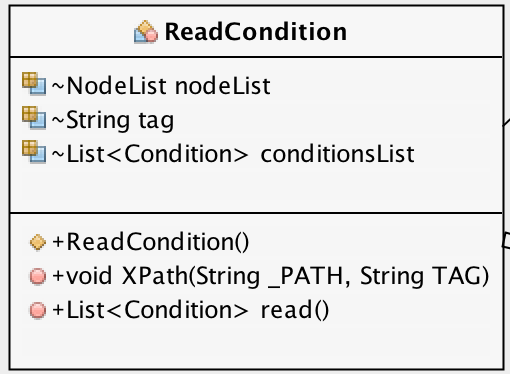 ReadCondition
~NodeList nodeList
~String tag
~List<Condition> conditionsList
+ReadCondition()
+void XPath(String _PATH, String TAG)
+List<Condition> read()